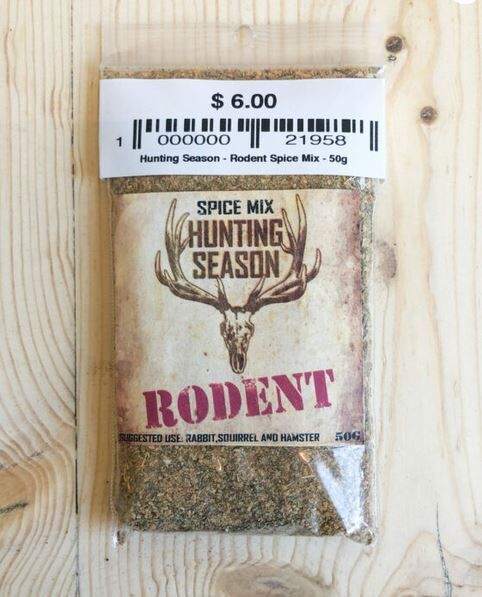 $ 6.00
1 000000 21958
Hunting Season - Rodent Spice Mix - 50g
SPICE MIX
HUNTING
SEASON
RODENT
SUGGESTED USE: RABBIT,SQUIRREL AND HAMSTER 50G